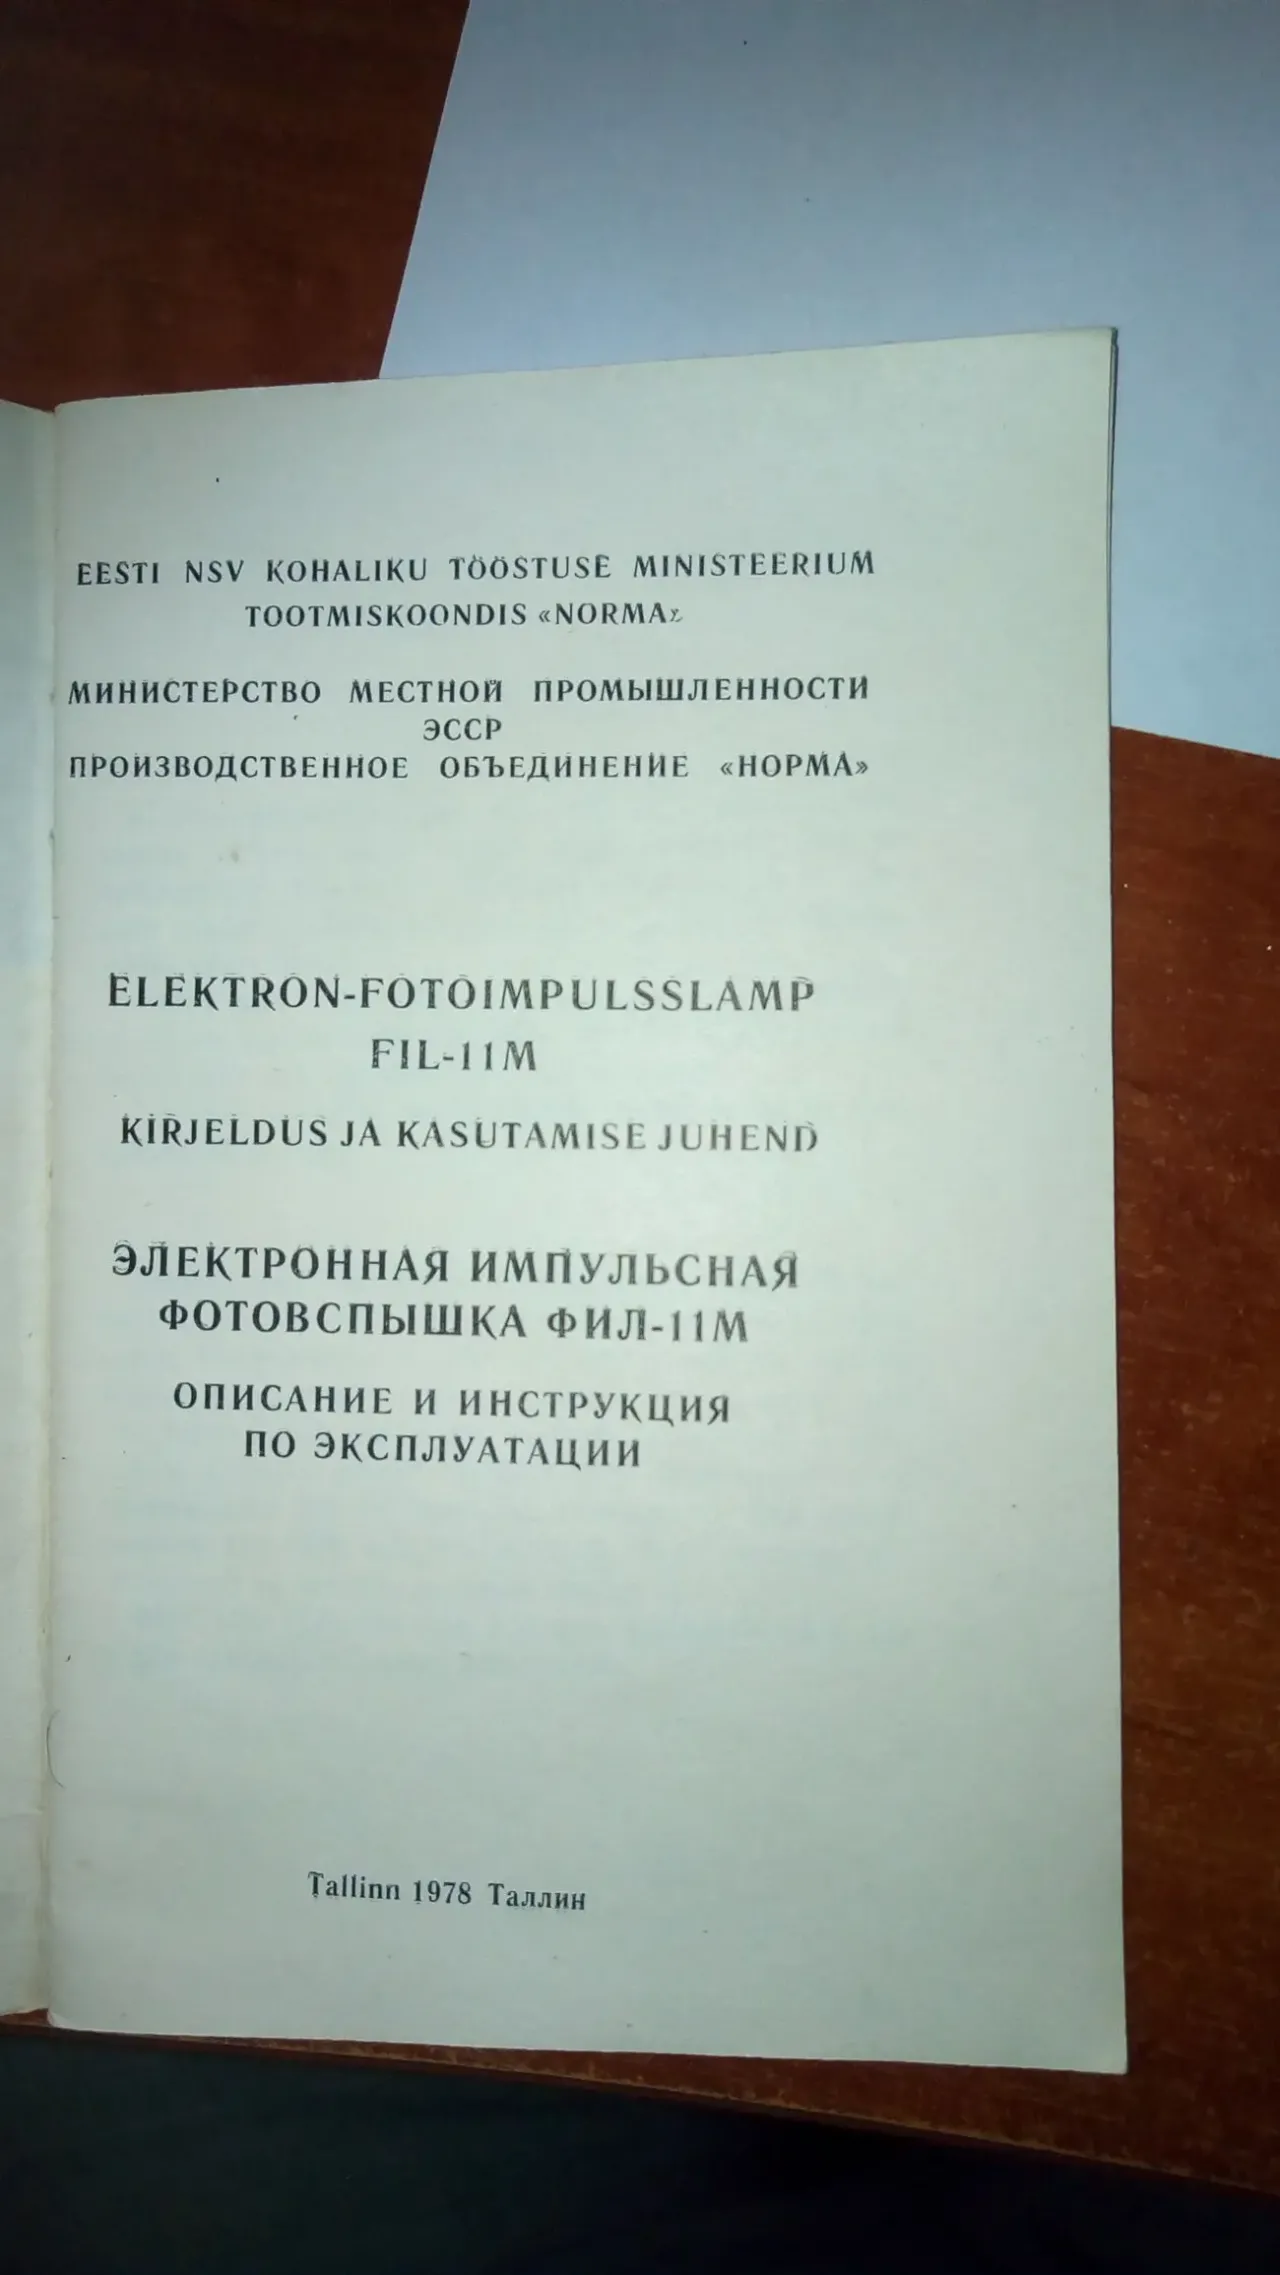 EESTI NSV KOHALIKU TÖÖSTUSE MINISTEERIUM
TOOTMISKOONDIS «NORMA»
МИНИСТЕРСТВО МЕСТНОЙ ПРОМЫШЛЕННОСТИ
ЭССР
ПРОИЗВОДСТВЕННОЕ ОБЪЕДИНЕНИЕ «НОРМА»
ELEKTRON-FOTOIMPULSSLAMP
FIL-11M
KIRJELDUS JA KASUTAMISE JUHEND
ЭЛЕКТРОННАЯ ИМПУЛЬСНАЯ
ФОТОВСПЫШКА ФИЛ-11М
ОПИСАНИЕ И ИНСТРУКЦИЯ
ПО ЭКСПЛУАТАЦИИ
Tallinn 1978 Таллин